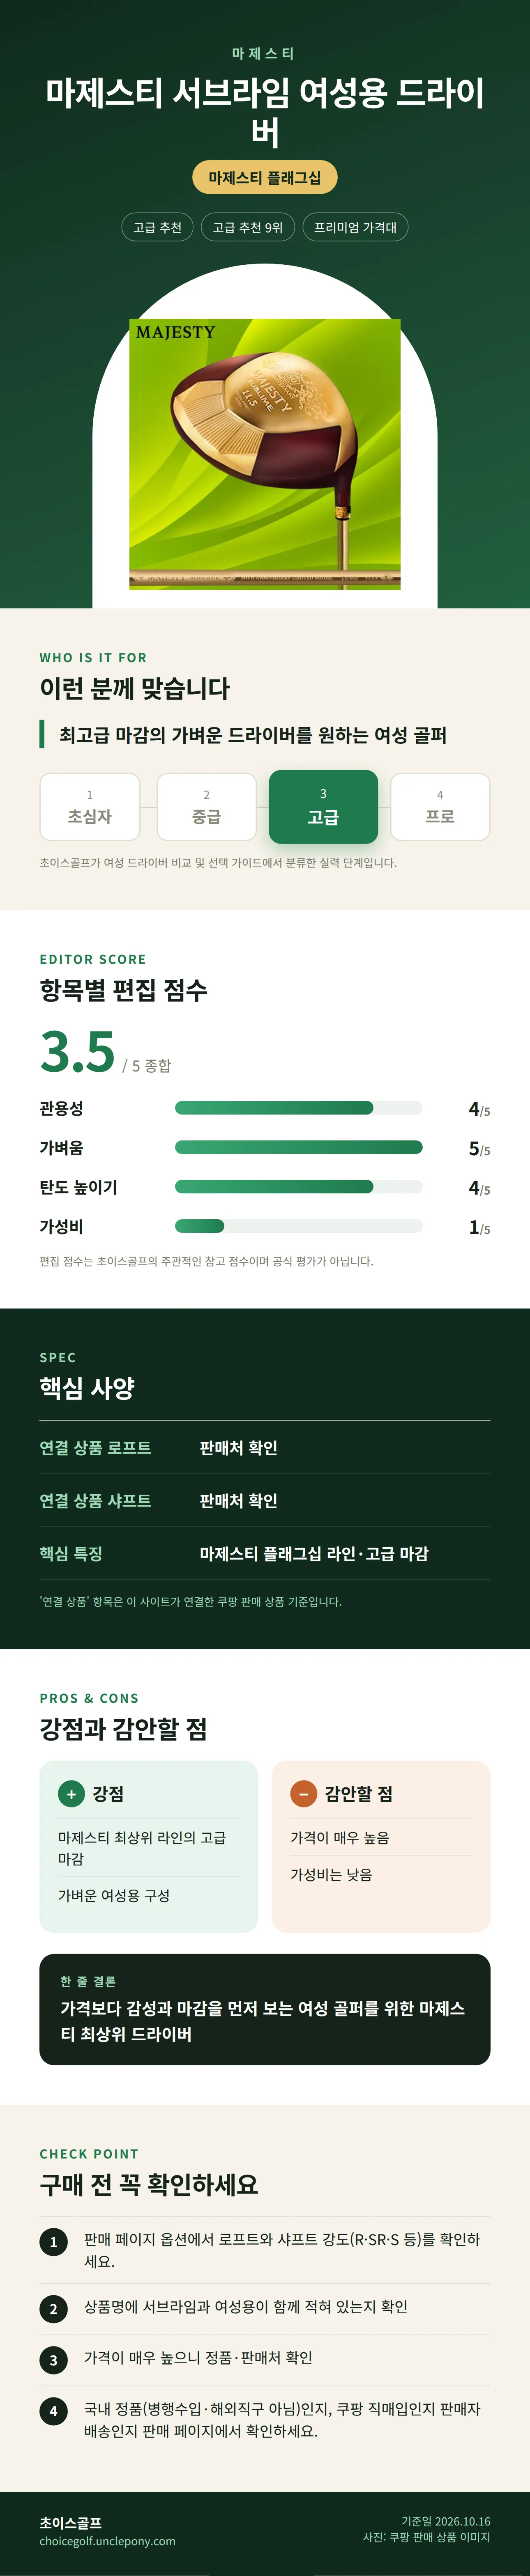 마제스티
마제스티 서브라임 여성용 드라이
버
마제스티 플래그십
고급 추천
고급 추천 9위
프리미엄 가격대
MAJESTY
MAJESTY
SUBLIME
11.5
WHO IS IT FOR
이런 분께 맞습니다
최고급 마감의 가벼운 드라이버를 원하는 여성 골퍼
1
초심자
2
중급
3
고급
4
프로
초이스골프가 여성 드라이버 비교 및 선택 가이드에서 분류한 실력 단계입니다.
EDITOR SCORE
항목별 편집 점수
3.5 / 5 종합
관용성 4/5
가벼움 5/5
탄도 높이기 4/5
가성비 1/5
편집 점수는 초이스골프의 주관적인 참고 점수이며 공식 평가가 아닙니다.
SPEC
핵심 사양
연결 상품 로프트 판매처 확인
연결 상품 샤프트 판매처 확인
핵심 특징 마제스티 플래그십 라인·고급 마감
'연결 상품' 항목은 이 사이트가 연결한 쿠팡 판매 상품 기준입니다.
PROS & CONS
강점과 감안할 점
+ 강점
마제스티 최상위 라인의 고급
마감
가벼운 여성용 구성
− 감안할 점
가격이 매우 높음
가성비는 낮음
한 줄 결론
가격보다 감성과 마감을 먼저 보는 여성 골퍼를 위한 마제스
티 최상위 드라이버
CHECK POINT
구매 전 꼭 확인하세요
1 판매 페이지 옵션에서 로프트와 샤프트 강도(R·SR·S 등)를 확인하
세요.
2 상품명에 서브라임과 여성용이 함께 적혀 있는지 확인
3 가격이 매우 높으니 정품·판매처 확인
4 국내 정품(병행수입·해외직구 아님)인지, 쿠팡 직매입인지 판매자
배송인지 판매 페이지에서 확인하세요.
초이스골프
choicegolf.unclepony.com
기준일 2026.10.16
사진: 쿠팡 판매 상품 이미지